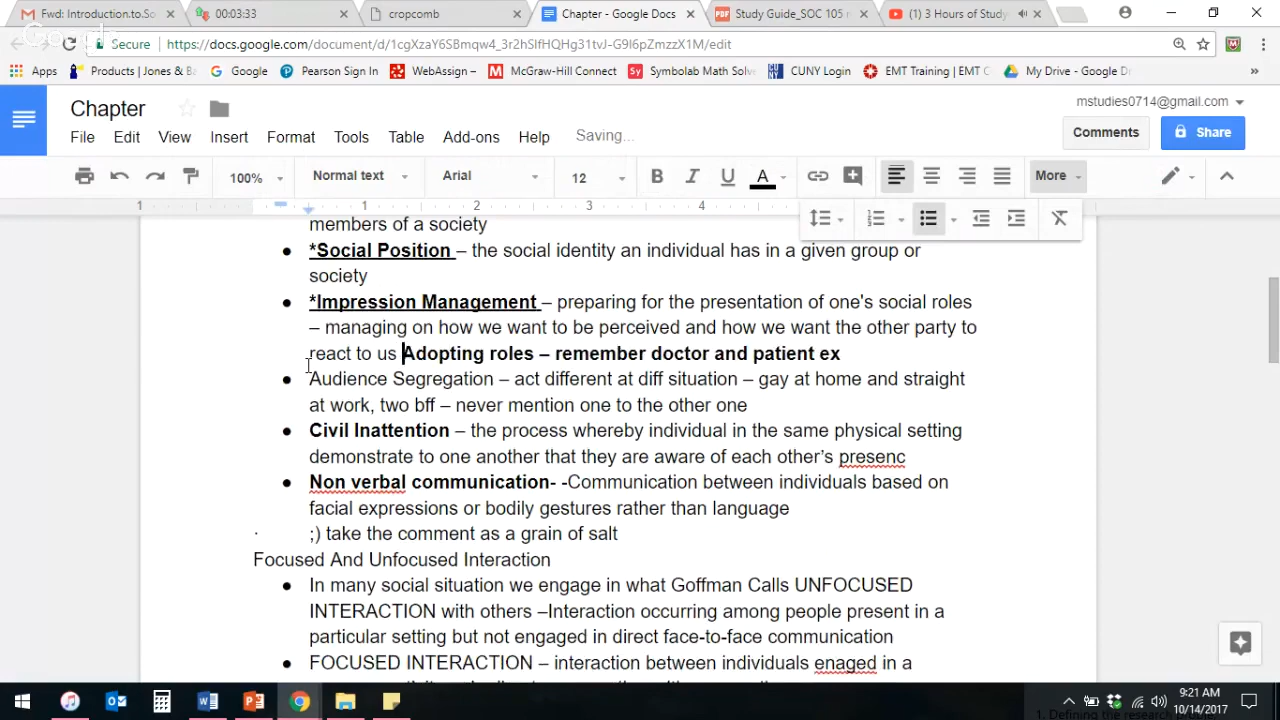 Fwd: Introduction.to.So
00:03:33
cropcomb
Chapter - Google Docs
Study Guide_SOC 105 r
(1) 3 Hours of Study
Google
Secure
https://docs.google.com/document/d/1cgXzaY6SBmqw4_3r2hSIfHQHg31tvJ-G9I6pZmzzX1M/edit
Apps
Products | Jones & Ba
Google
Pearson Sign In
WebAssign -
McGraw-Hill Connect
Symbolab Math Solv
CUNY Login
EMT Training | EMT C
My Drive - Google Dr
»
Chapter
mstudies0714@gmail.com
File Edit View Insert Format Tools Table Add-ons Help Saving...
Comments
Share
100% Normal text Arial 12 B I U A More
1 1 2 3 4
members of a society
● *Social Position – the social identity an individual has in a given group or
society
● *Impression Management – preparing for the presentation of one's social roles
– managing on how we want to be perceived and how we want the other party to
react to us Adopting roles – remember doctor and patient ex
● Audience Segregation – act different at diff situation – gay at home and straight
at work, two bff – never mention one to the other one
● Civil Inattention – the process whereby individual in the same physical setting
demonstrate to one another that they are aware of each other's presenc
● Non verbal communication- -Communication between individuals based on
facial expressions or bodily gestures rather than language
· ;) take the comment as a grain of salt
Focused And Unfocused Interaction
● In many social situation we engage in what Goffman Calls UNFOCUSED
INTERACTION with others –Interaction occurring among people present in a
particular setting but not engaged in direct face-to-face communication
● FOCUSED INTERACTION – interaction between individuals enaged in a
9:21 AM
10/14/2017
1. Defining the research